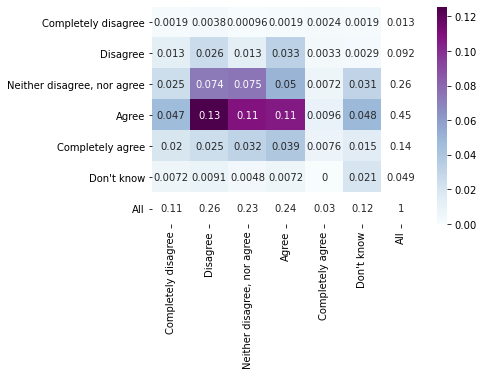 Completely disagree 0.0019 0.0038 0.00096 0.0019 0.0024 0.0019 0.013
Disagree 0.013 0.026 0.013 0.033 0.0033 0.0029 0.092
Neither disagree, nor agree 0.025 0.074 0.075 0.05 0.0072 0.031 0.26
Agree 0.047 0.13 0.11 0.11 0.0096 0.048 0.45
Completely agree 0.02 0.025 0.032 0.039 0.0076 0.015 0.14
Don't know 0.0072 0.0091 0.0048 0.0072 0 0.021 0.049
All 0.11 0.26 0.23 0.24 0.03 0.12 1
Completely disagree
Disagree
Neither disagree, nor agree
Agree
Completely agree
Don't know
All
0.12
0.10
0.08
0.06
0.04
0.02
0.00